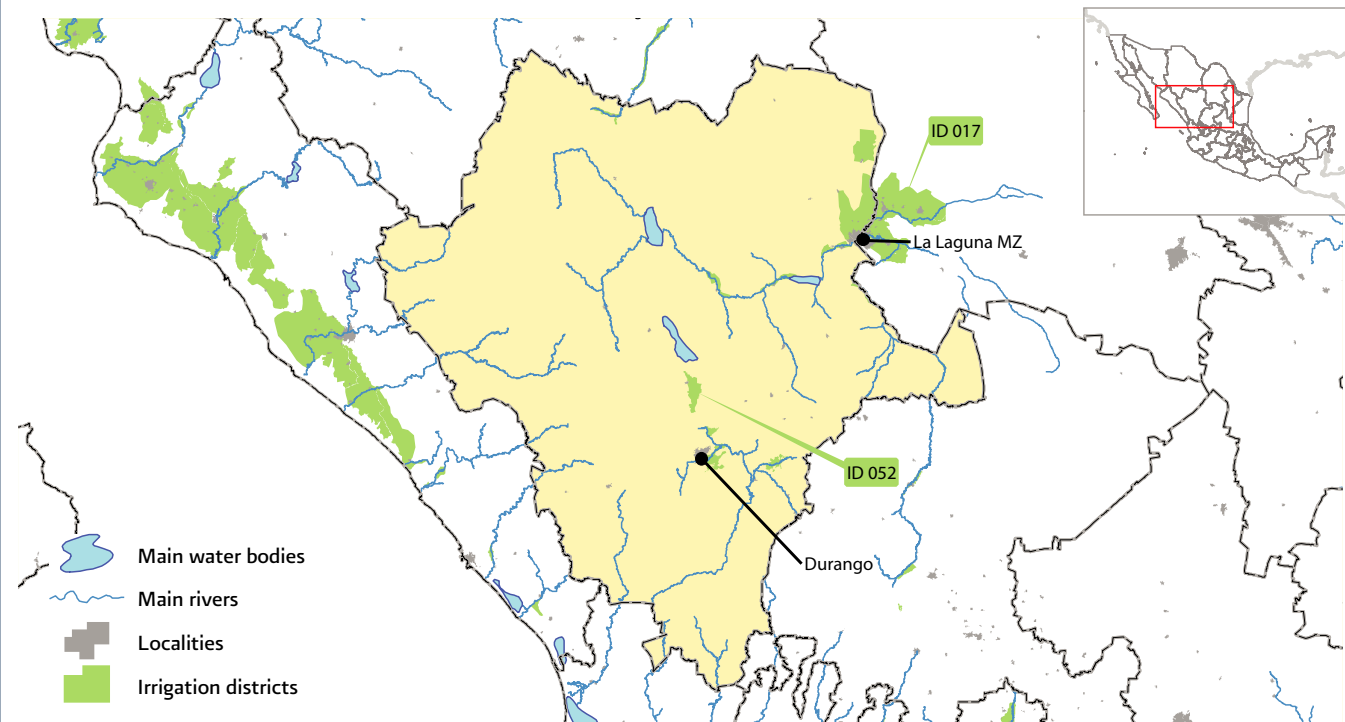 ID 017
La Laguna MZ
ID 052
Durango
Main water bodies
Main rivers
Localities
Irrigation districts